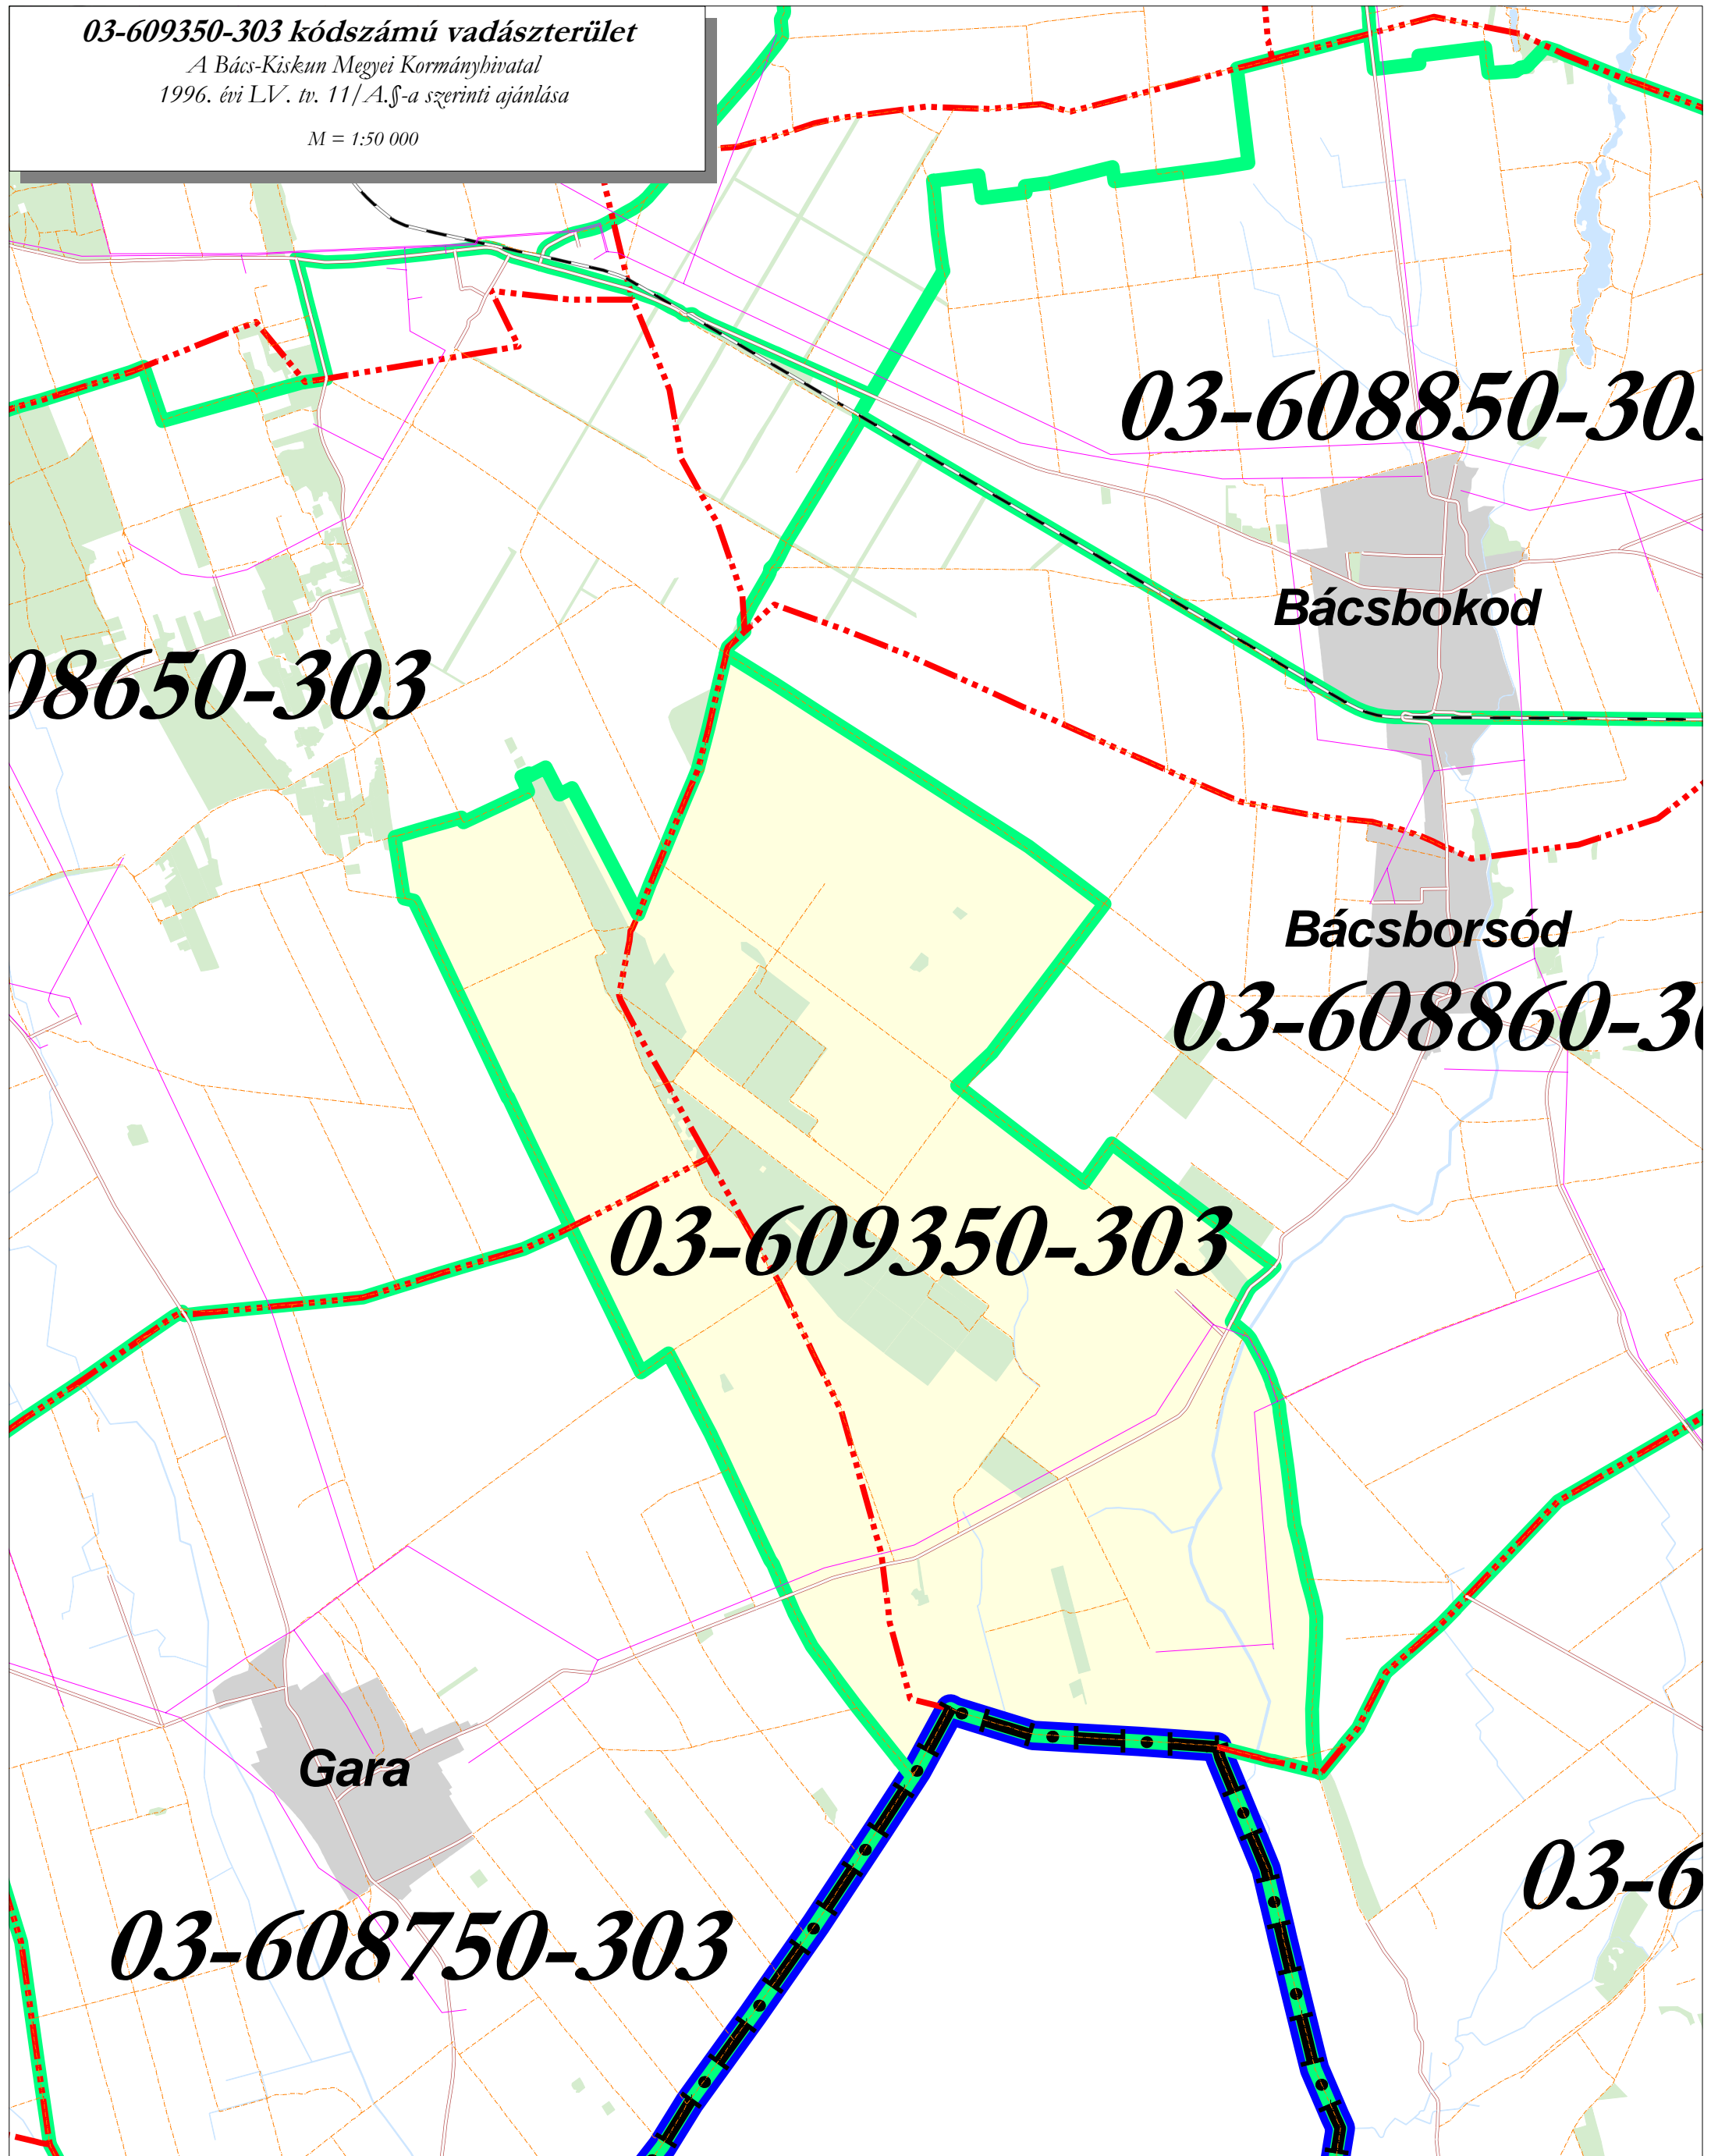 03-609350-303 kódszámú vadászterület
A Bács-Kiskun Megyei Kormányhivatal
1996. évi LV. tv. 11/A.§-a szerinti ajánlása
M = 1:50 000
03-608850-303
Bácsbokod
08650-303
Bácsborsód
03-608860-30
03-609350-303
Gara
03-6
03-608750-303